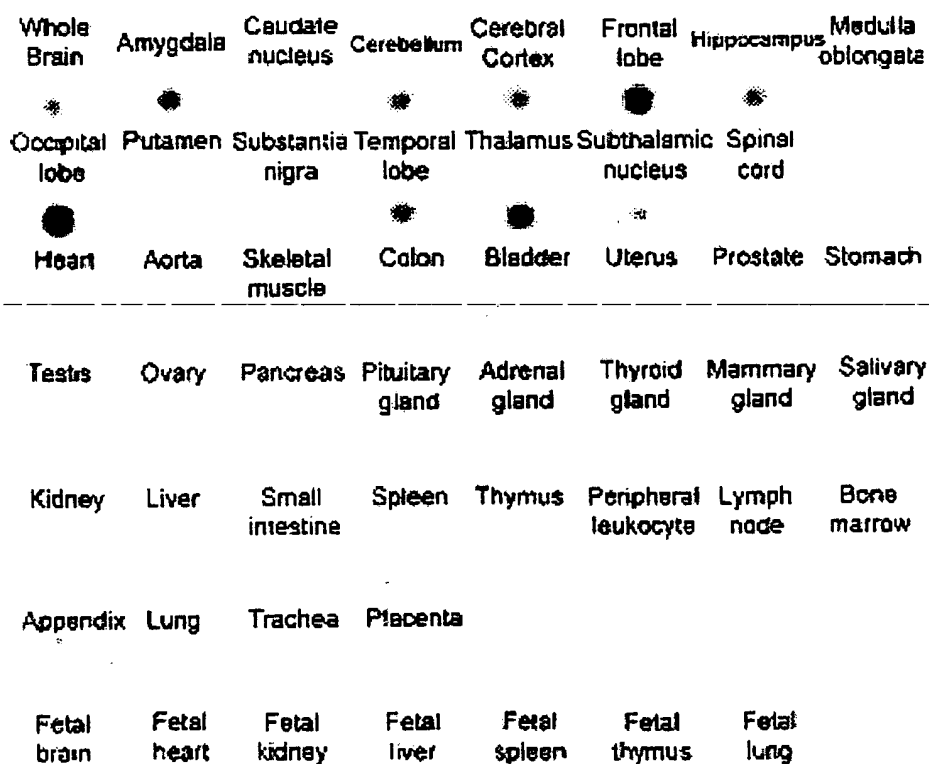 Whole Brain Amygdala Caudate nucleus Cerebellum Cerebral Cortex Frontal lobe Hippocampus Medulla oblongata
Occipital lobe Putamen Substantia nigra Temporal lobe Thalamus Subthalamic nucleus Spinal cord
Heart Aorta Skeletal muscle Colon Bladder Uterus Prostate Stomach
Testis Ovary Pancreas Pituitary gland Adrenal gland Thyroid gland Mammary gland Salivary gland
Kidney Liver Small intestine Spleen Thymus Peripheral leukocyte Lymph node Bone marrow
Appendix Lung Trachea Placenta
Fetal brain Fetal heart Fetal kidney Fetal liver Fetal spleen Fetal thymus Fetal lung